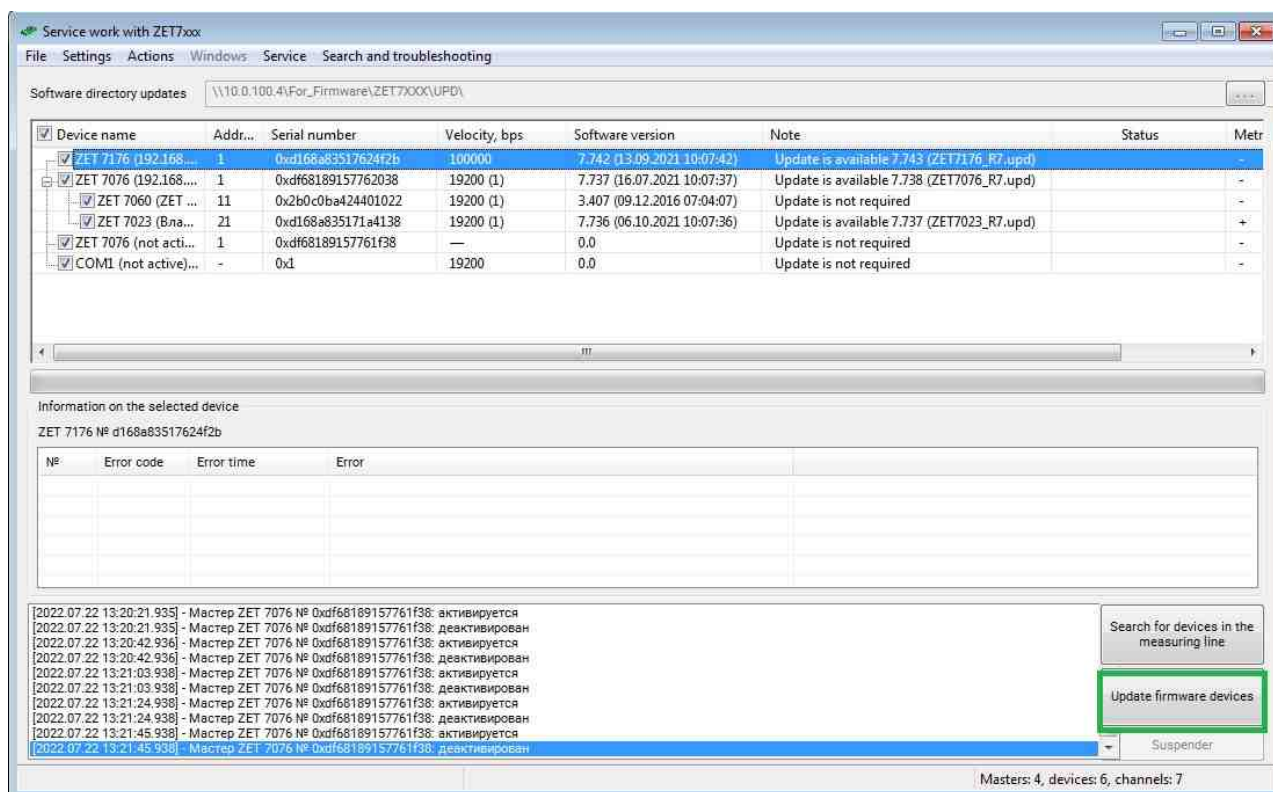 Service work with ZET7xxx
File Settings Actions Windows Service Search and troubleshooting
Software directory updates \\10.0.100.4\For_Firmware\ZET7XXX\UPD\ ...
Device name Addr... Serial number Velocity, bps Software version Note Status Metr
ZET 7176 (192.168.... 1 0xd168a83517624f2b 100000 7.742 (13.09.2021 10:07:42) Update is available 7.743 (ZET7176_R7.upd) -
ZET 7076 (192.168.... 1 0xdf68189157762038 19200 (1) 7.737 (16.07.2021 10:07:37) Update is available 7.738 (ZET7076_R7.upd) -
ZET 7060 (ZET ... 11 0x2b0c0ba424401022 19200 (1) 3.407 (09.12.2016 07:04:07) Update is not required -
ZET 7023 (Вла... 21 0xd168a835171a4138 19200 (1) 7.736 (06.10.2021 10:07:36) Update is available 7.737 (ZET7023_R7.upd) +
ZET 7076 (not acti... 1 0xdf68189157761f38 — 0.0 Update is not required -
COM1 (not active)... - 0x1 19200 0.0 Update is not required -
Information on the selected device
ZET 7176 № d168a83517624f2b
№ Error code Error time Error
[2022.07.22 13:20:21.935] - Мастер ZET 7076 № 0xdf68189157761f38: активируется
[2022.07.22 13:20:21.935] - Мастер ZET 7076 № 0xdf68189157761f38: деактивирован
[2022.07.22 13:20:42.936] - Мастер ZET 7076 № 0xdf68189157761f38: активируется
[2022.07.22 13:20:42.936] - Мастер ZET 7076 № 0xdf68189157761f38: деактивирован
[2022.07.22 13:21:03.938] - Мастер ZET 7076 № 0xdf68189157761f38: активируется
[2022.07.22 13:21:03.938] - Мастер ZET 7076 № 0xdf68189157761f38: деактивирован
[2022.07.22 13:21:24.938] - Мастер ZET 7076 № 0xdf68189157761f38: активируется
[2022.07.22 13:21:24.938] - Мастер ZET 7076 № 0xdf68189157761f38: деактивирован
[2022.07.22 13:21:45.938] - Мастер ZET 7076 № 0xdf68189157761f38: активируется
[2022.07.22 13:21:45.938] - Мастер ZET 7076 № 0xdf68189157761f38: деактивирован
Search for devices in the
measuring line
Update firmware devices
Suspender
Masters: 4, devices: 6, channels: 7